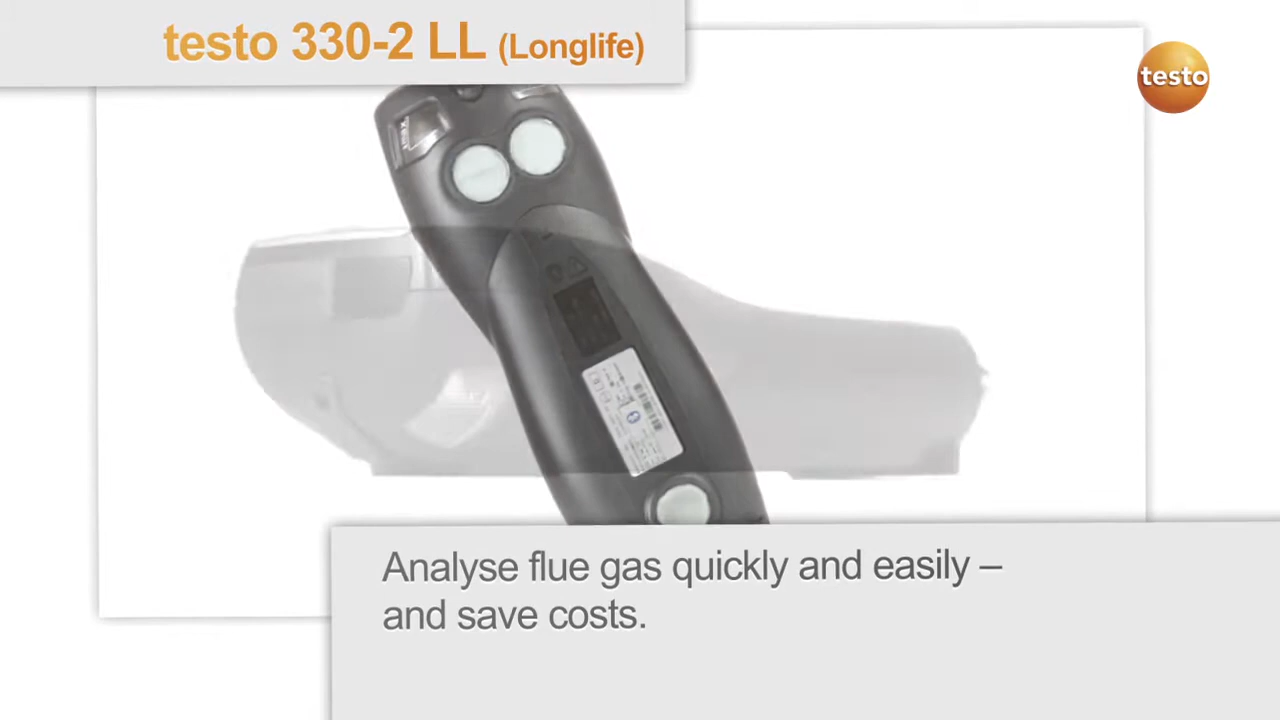 testo 330-2 LL (Longlife)
testo
Analyse flue gas quickly and easily –
and save costs.